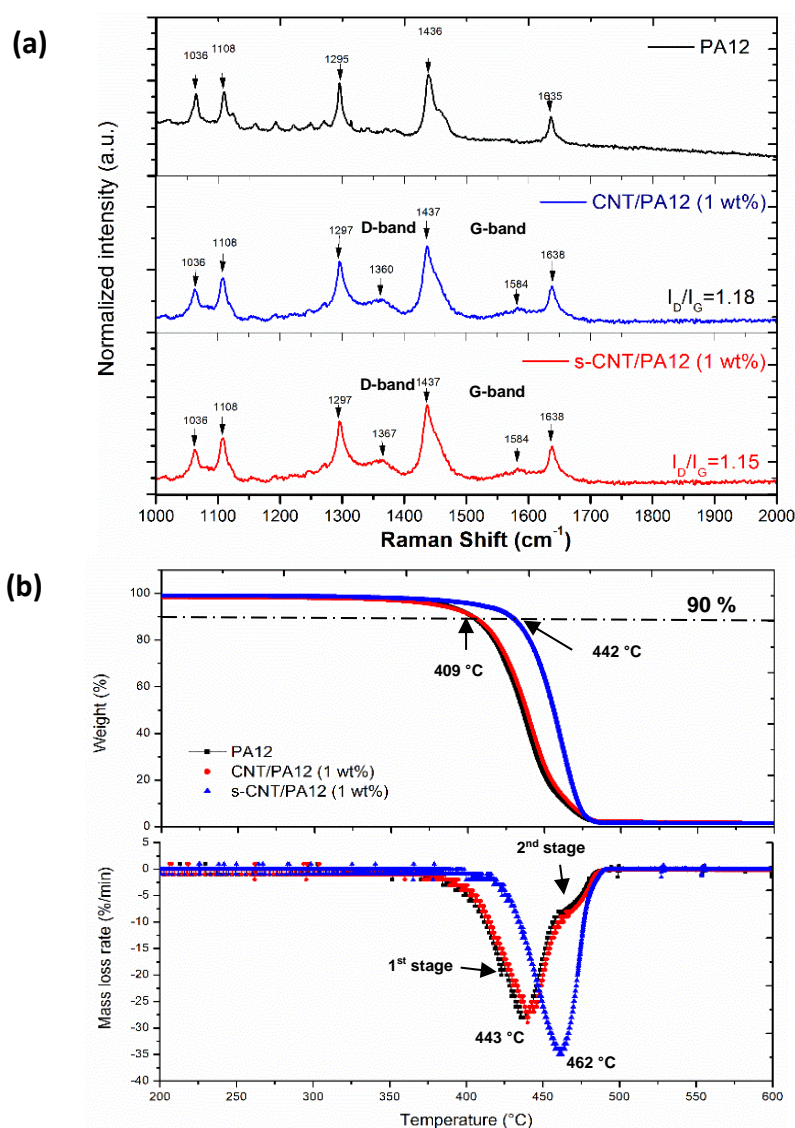 (a)
Normalized intensity (a.u.)
PA12
1036
1108
1295
1436
1635
CNT/PA12 (1 wt%)
1036
1108
1297
D-band
1360
1437
G-band
1584
1638
I_D/I_G=1.18
s-CNT/PA12 (1 wt%)
1036
1108
1297
D-band
1367
1437
G-band
1584
1638
I_D/I_G=1.15
1000 1100 1200 1300 1400 1500 1600 1700 1800 1900 2000
Raman Shift (cm⁻¹)
(b)
Weight (%)
100
80
60
40
20
0
90 %
409 °C
442 °C
PA12
CNT/PA12 (1 wt%)
s-CNT/PA12 (1 wt%)
Mass loss rate (%/min)
5
0
-5
-10
-15
-20
-25
-30
-35
-40
2nd stage
1st stage
443 °C
462 °C
200 250 300 350 400 450 500 550 600
Temperature (°C)